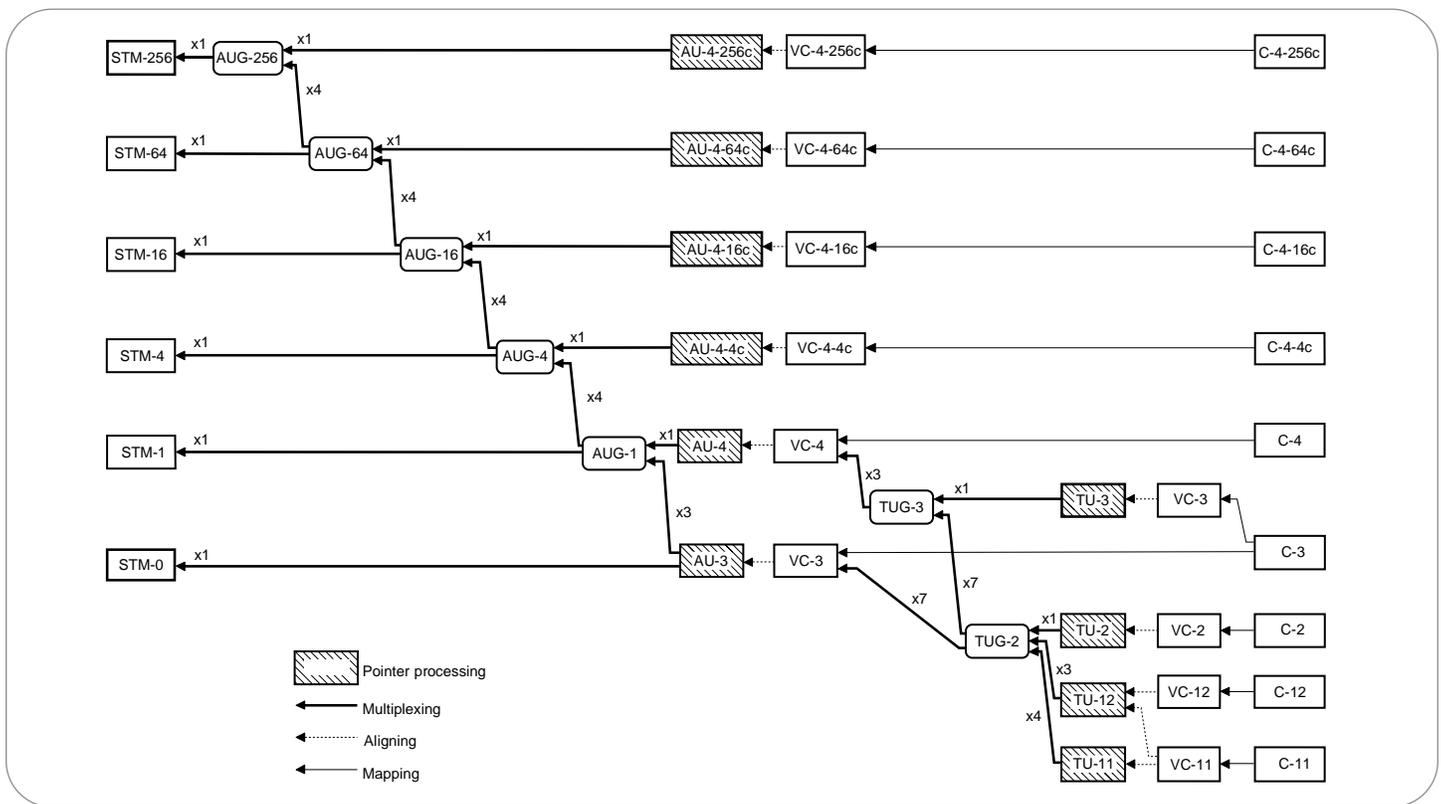 x1 x1
STM-256 AUG-256 AU-4-256c VC-4-256c C-4-256c
x4
x1 x1
STM-64 AUG-64 AU-4-64c VC-4-64c C-4-64c
x4
x1 x1
STM-16 AUG-16 AU-4-16c VC-4-16c C-4-16c
x4
x1 x1
STM-4 AUG-4 AU-4-4c VC-4-4c C-4-4c
x4
x1 x1
STM-1 AUG-1 AU-4 VC-4 C-4
x3 x1
TUG-3 TU-3 VC-3
x3
x1
STM-0 AU-3 VC-3 C-3
x7
x7
x1
TUG-2 TU-2 VC-2 C-2
x3
Pointer processing
TU-12 VC-12 C-12
x4
Multiplexing
Aligning
TU-11 VC-11 C-11
Mapping